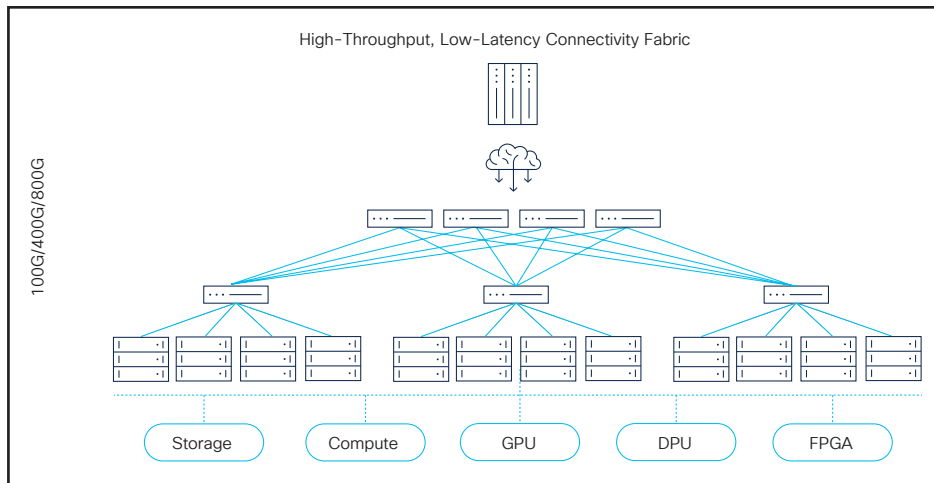 High-Throughput, Low-Latency Connectivity Fabric
100G/400G/800G
Storage
Compute
GPU
DPU
FPGA